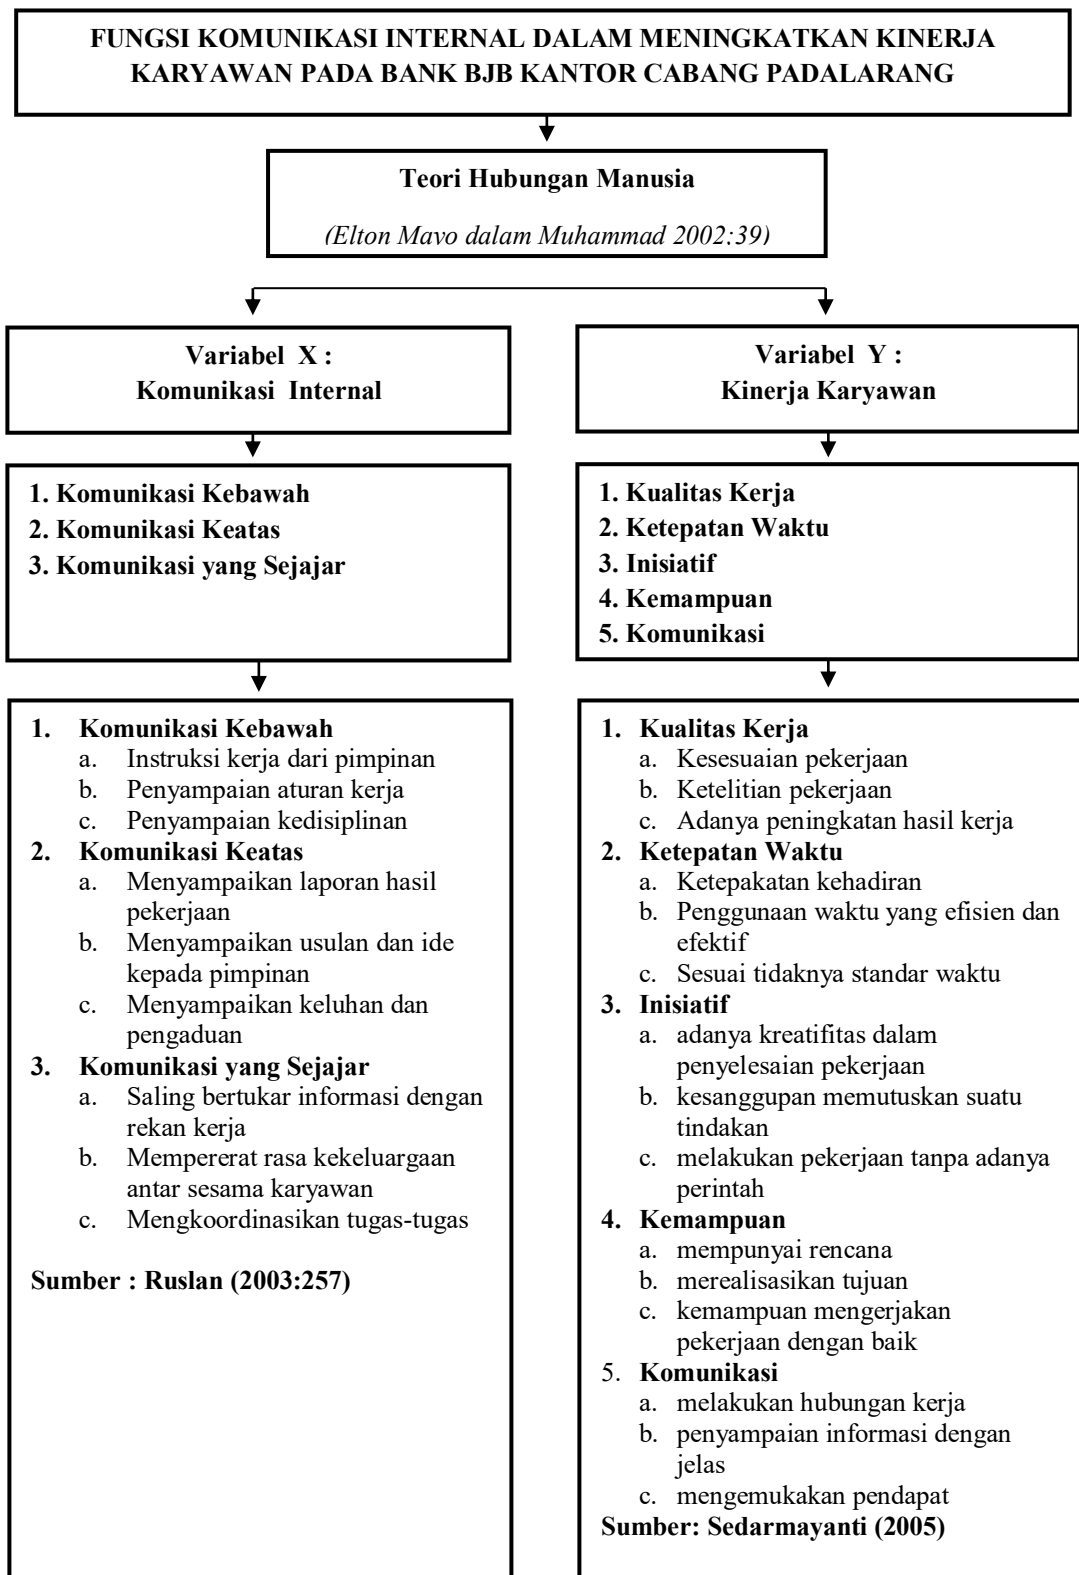 FUNGSI KOMUNIKASI INTERNAL DALAM MENINGKATKAN KINERJA
KARYAWAN PADA BANK BJB KANTOR CABANG PADALARANG
Teori Hubungan Manusia
(Elton Mayo dalam Muhammad 2002:39)
Variabel X :
Komunikasi Internal
Variabel Y :
Kinerja Karyawan
1. Komunikasi Kebawah
2. Komunikasi Keatas
3. Komunikasi yang Sejajar
1. Kualitas Kerja
2. Ketepatan Waktu
3. Inisiatif
4. Kemampuan
5. Komunikasi
1. Komunikasi Kebawah
a. Instruksi kerja dari pimpinan
b. Penyampaian aturan kerja
c. Penyampaian kedisiplinan
2. Komunikasi Keatas
a. Menyampaikan laporan hasil
pekerjaan
b. Menyampaikan usulan dan ide
kepada pimpinan
c. Menyampaikan keluhan dan
pengaduan
3. Komunikasi yang Sejajar
a. Saling bertukar informasi dengan
rekan kerja
b. Mempererat rasa kekeluargaan
antar sesama karyawan
c. Mengkoordinasikan tugas-tugas
Sumber : Ruslan (2003:257)
1. Kualitas Kerja
a. Kesesuaian pekerjaan
b. Ketelitian pekerjaan
c. Adanya peningkatan hasil kerja
2. Ketepatan Waktu
a. Ketepakatan kehadiran
b. Penggunaan waktu yang efisien dan
efektif
c. Sesuai tidaknya standar waktu
3. Inisiatif
a. adanya kreatifitas dalam
penyelesaian pekerjaan
b. kesanggupan memutuskan suatu
tindakan
c. melakukan pekerjaan tanpa adanya
perintah
4. Kemampuan
a. mempunyai rencana
b. merealisasikan tujuan
c. kemampuan mengerjakan
pekerjaan dengan baik
5. Komunikasi
a. melakukan hubungan kerja
b. penyampaian informasi dengan
jelas
c. mengemukakan pendapat
Sumber: Sedarmayanti (2005)